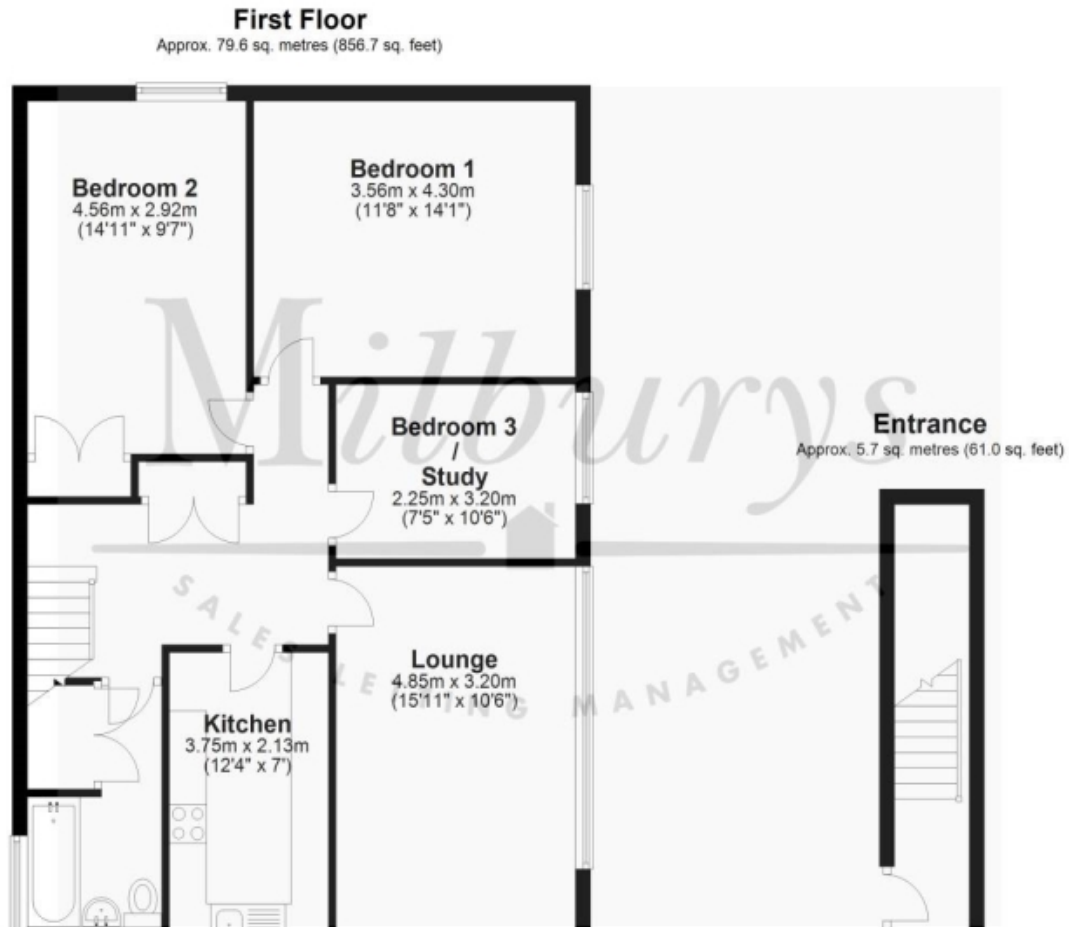 First Floor
Approx. 79.6 sq. metres (856.7 sq. feet)
Bedroom 2
4.56m x 2.92m
(14'11" x 9'7")
Bedroom 1
3.56m x 4.30m
(11'8" x 14'1")
Milburys
SALES LETTING MANAGEMENT
Bedroom 3
/
Study
2.25m x 3.20m
(7'5" x 10'6")
Entrance
Approx. 5.7 sq. metres (61.0 sq. feet)
Lounge
4.85m x 3.20m
(15'11" x 10'6")
Kitchen
3.75m x 2.13m
(12'4" x 7')